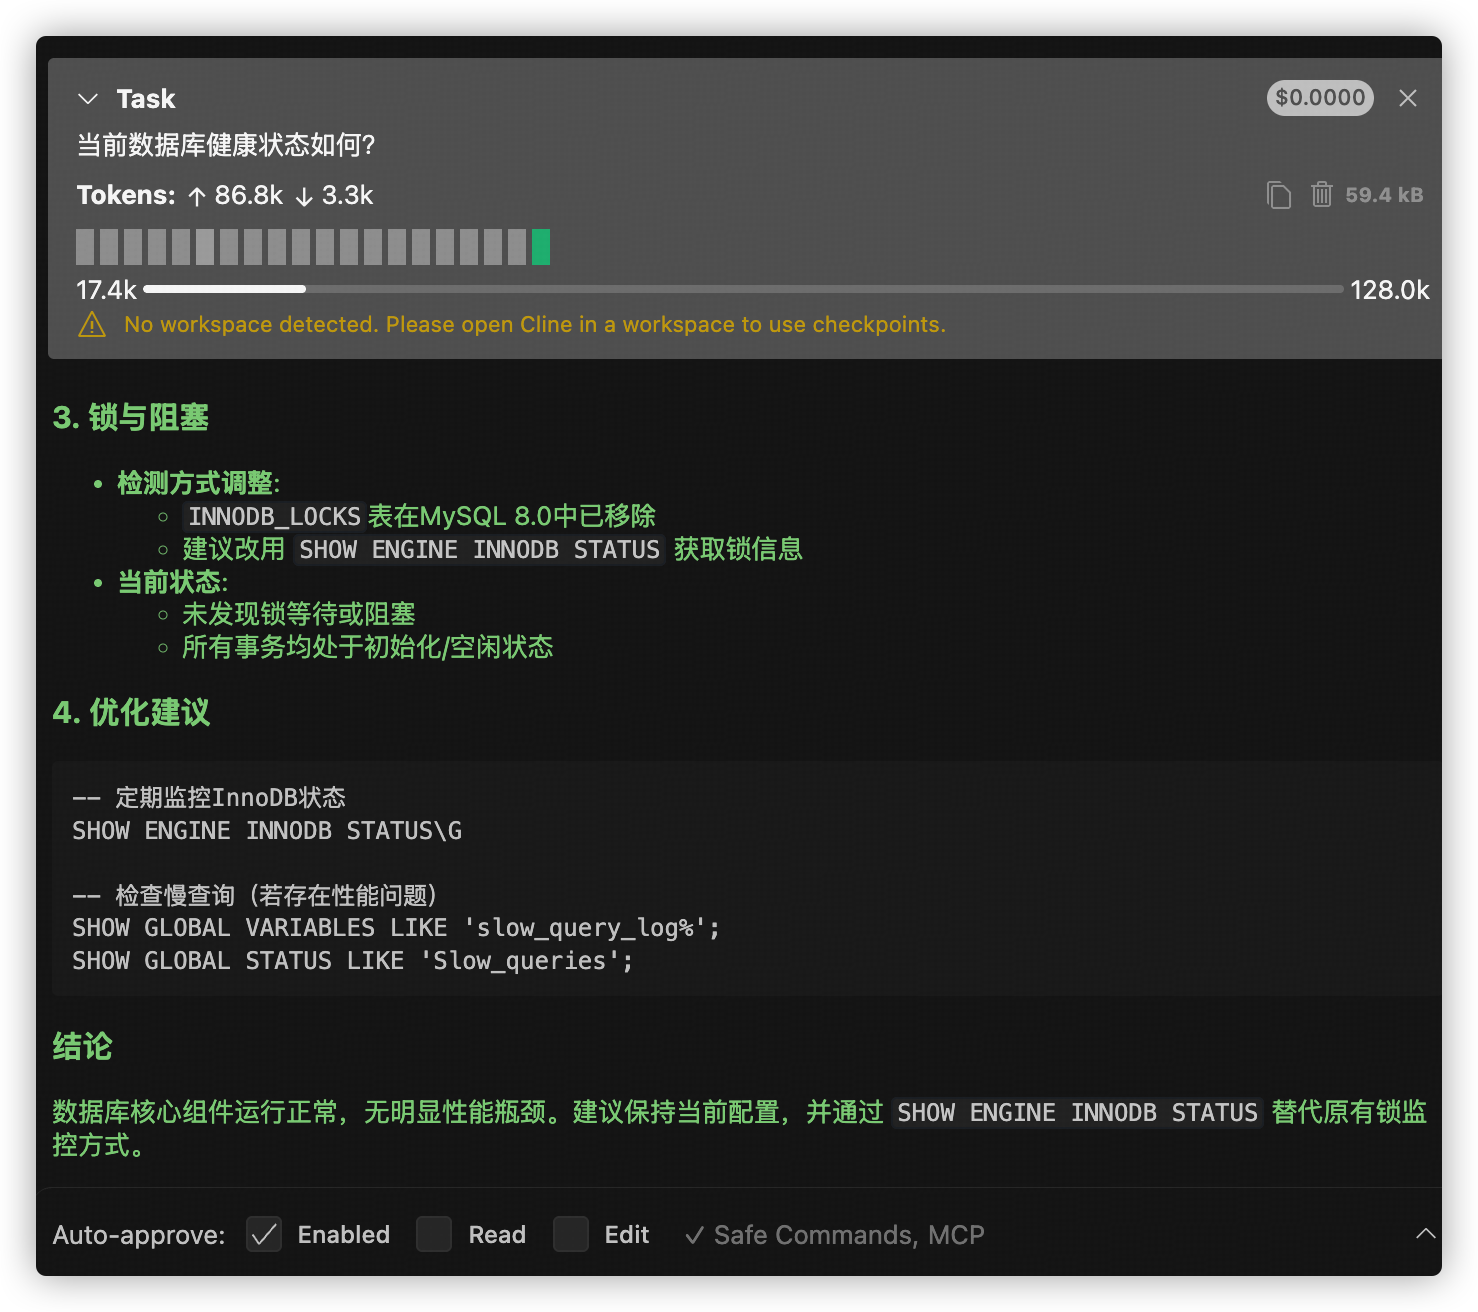 Task
$0.0000
当前数据库健康状态如何?
Tokens: ↑ 86.8k ↓ 3.3k
59.4 kB
17.4k
128.0k
No workspace detected. Please open Cline in a workspace to use checkpoints.
3. 锁与阻塞
• 检测方式调整:
○ INNODB_LOCKS 表在MySQL 8.0中已移除
○ 建议改用 SHOW ENGINE INNODB STATUS 获取锁信息
• 当前状态:
○ 未发现锁等待或阻塞
○ 所有事务均处于初始化/空闲状态
4. 优化建议
-- 定期监控InnoDB状态
SHOW ENGINE INNODB STATUS\G
-- 检查慢查询（若存在性能问题）
SHOW GLOBAL VARIABLES LIKE 'slow_query_log%';
SHOW GLOBAL STATUS LIKE 'Slow_queries';
结论
数据库核心组件运行正常，无明显性能瓶颈。建议保持当前配置，并通过 SHOW ENGINE INNODB STATUS 替代原有锁监
控方式。
Auto-approve: ✓ Enabled Read Edit ✓ Safe Commands, MCP